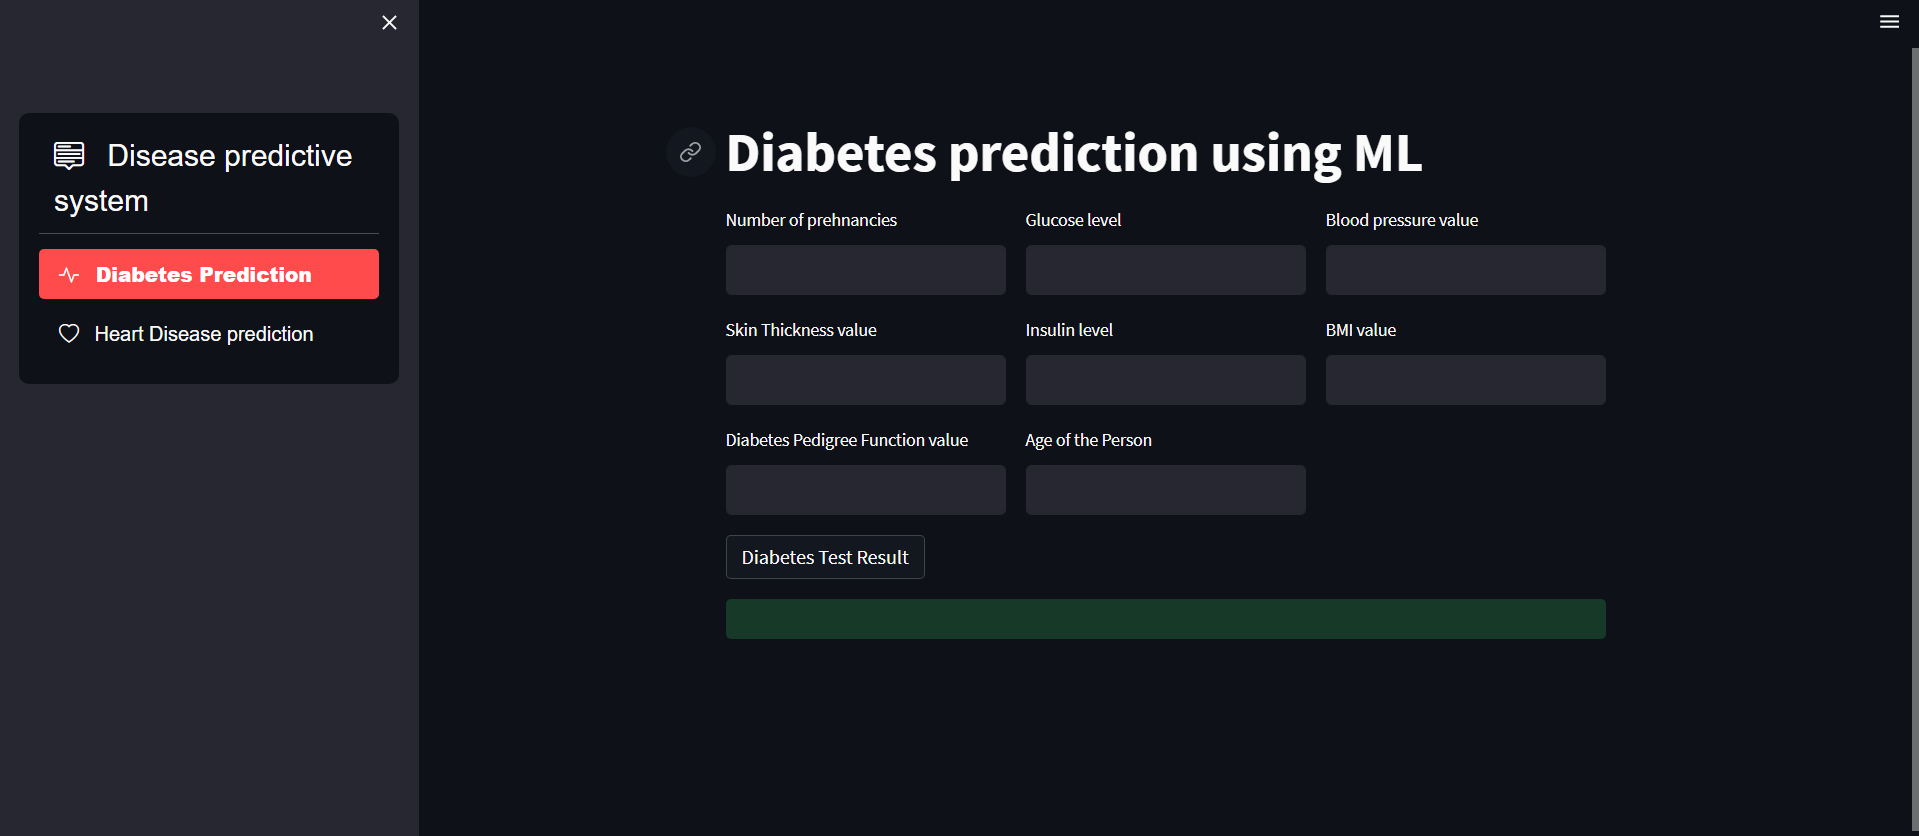 Disease predictive
system
Diabetes Prediction
Heart Disease prediction
Diabetes prediction using ML
Number of prehnancies
Glucose level
Blood pressure value
Skin Thickness value
Insulin level
BMI value
Diabetes Pedigree Function value
Age of the Person
Diabetes Test Result